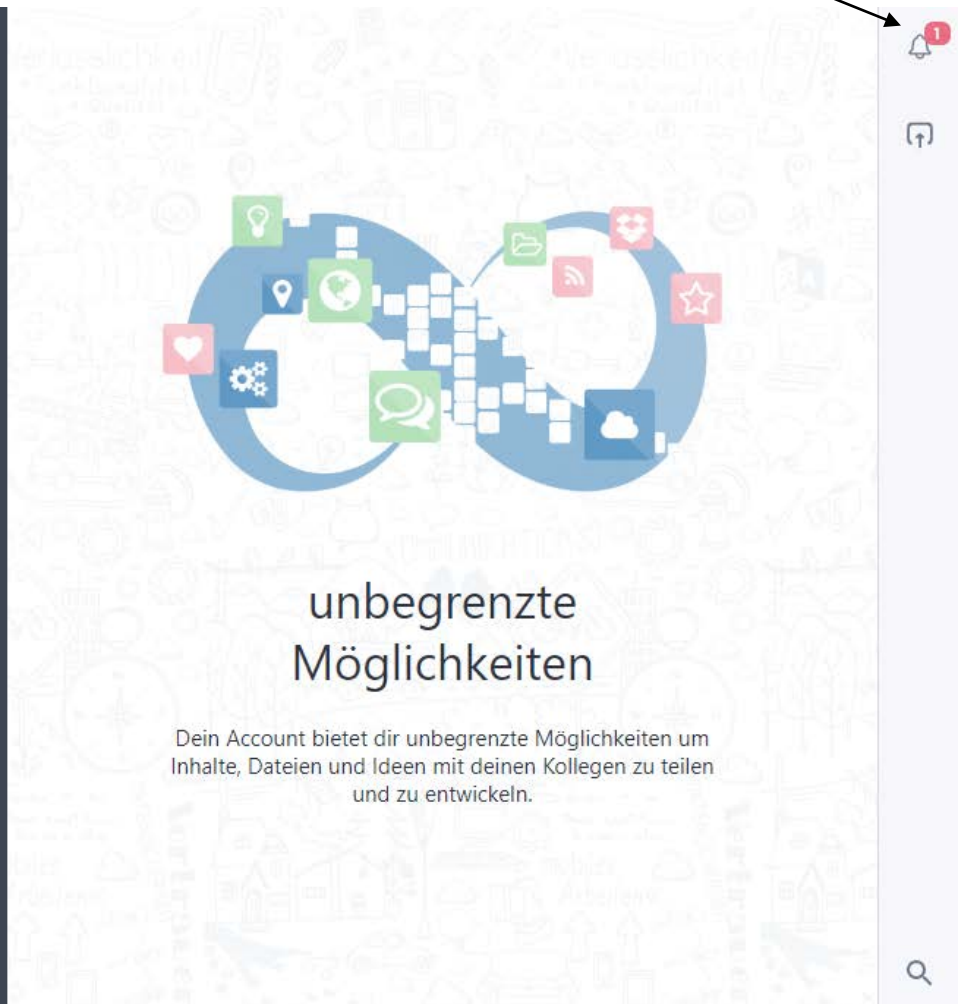 1
unbegrenzte
Möglichkeiten
Dein Account bietet dir unbegrenzte Möglichkeiten um
Inhalte, Dateien und Ideen mit deinen Kollegen zu teilen
und zu entwickeln.